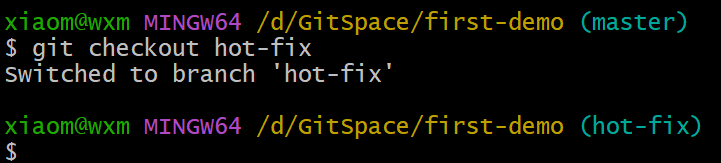 xiaom@wxm MINGW64 /d/GitSpace/first-demo (master)
$ git checkout hot-fix
Switched to branch 'hot-fix'
xiaom@wxm MINGW64 /d/GitSpace/first-demo (hot-fix)
$